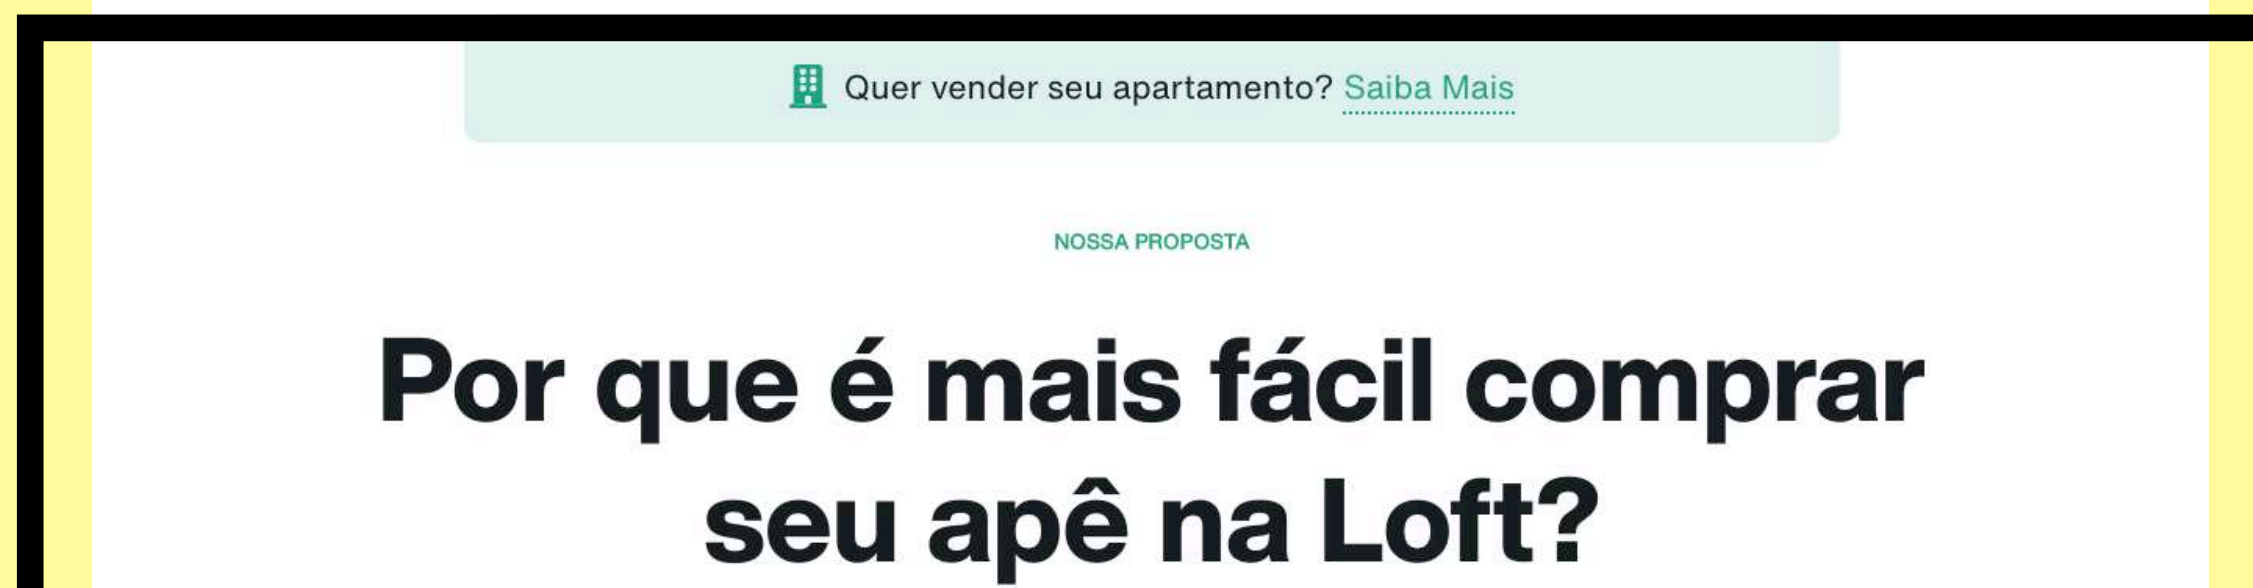 Quer vender seu apartamento? Saiba Mais
NOSSA PROPOSTA
Por que é mais fácil comprar
seu apê na Loft?